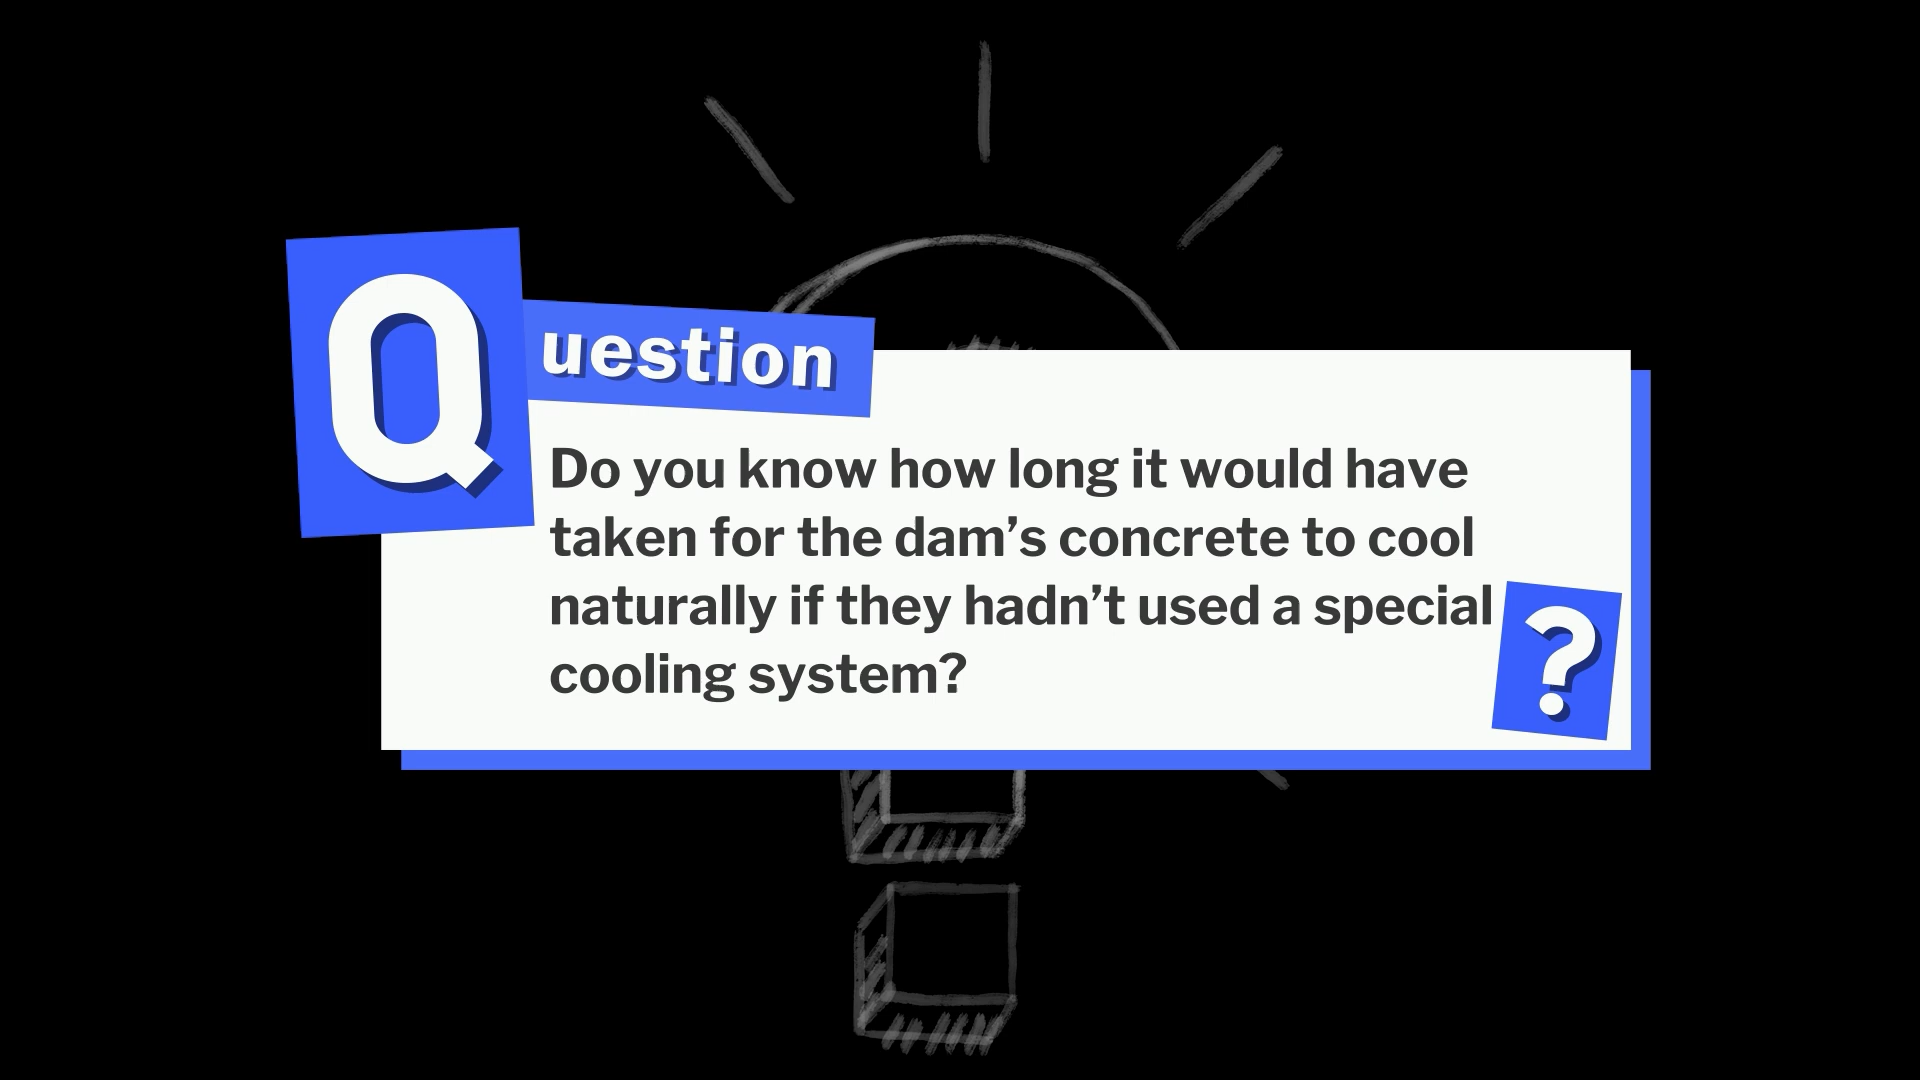 Question
Do you know how long it would have
taken for the dam’s concrete to cool
naturally if they hadn’t used a special
cooling system?
?